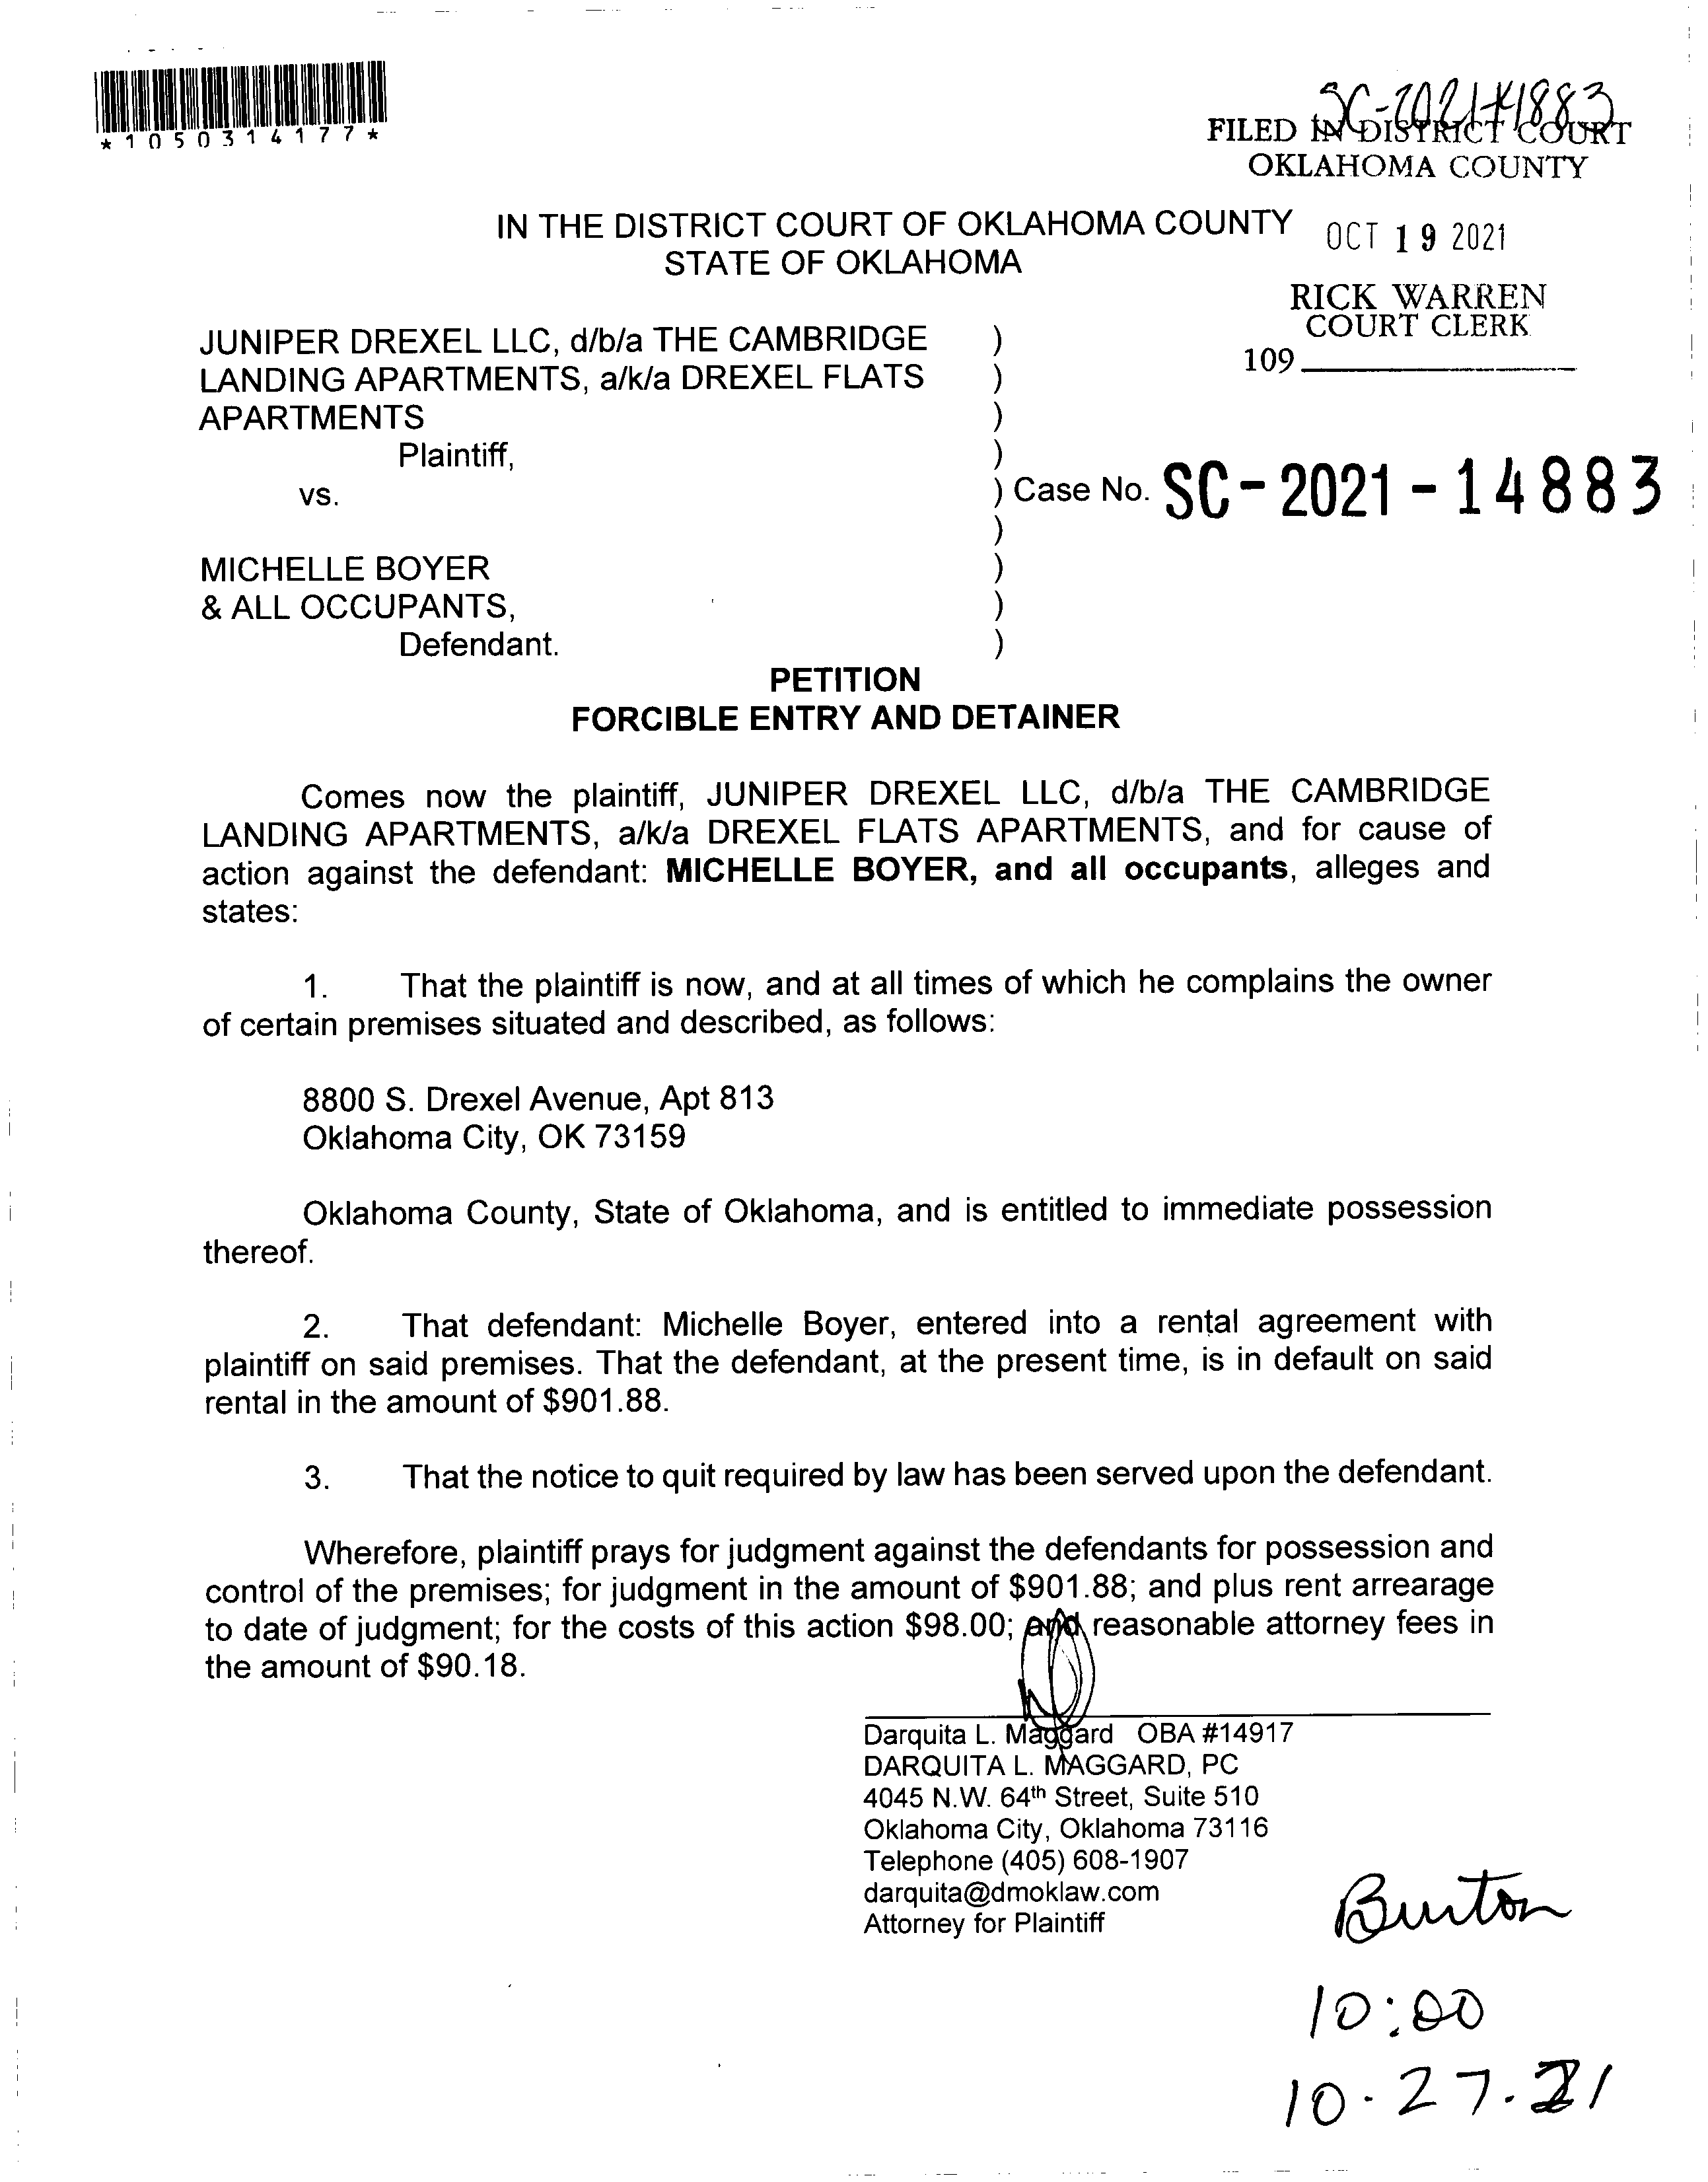 *1050314177*
SC-2021-14883
FILED IN DISTRICT COURT
OKLAHOMA COUNTY
IN THE DISTRICT COURT OF OKLAHOMA COUNTY
OCT 19 2021
STATE OF OKLAHOMA
RICK WARREN
COURT CLERK
109
JUNIPER DREXEL LLC, d/b/a THE CAMBRIDGE )
LANDING APARTMENTS, a/k/a DREXEL FLATS )
APARTMENTS )
Plaintiff, )
vs. ) Case No. SC-2021-14883
)
MICHELLE BOYER )
& ALL OCCUPANTS, )
Defendant. )
PETITION
FORCIBLE ENTRY AND DETAINER
Comes now the plaintiff, JUNIPER DREXEL LLC, d/b/a THE CAMBRIDGE
LANDING APARTMENTS, a/k/a DREXEL FLATS APARTMENTS, and for cause of
action against the defendant: MICHELLE BOYER, and all occupants, alleges and
states:
1. That the plaintiff is now, and at all times of which he complains the owner
of certain premises situated and described, as follows:
8800 S. Drexel Avenue, Apt 813
Oklahoma City, OK 73159
Oklahoma County, State of Oklahoma, and is entitled to immediate possession
thereof.
2. That defendant: Michelle Boyer, entered into a rental agreement with
plaintiff on said premises. That the defendant, at the present time, is in default on said
rental in the amount of $901.88.
3. That the notice to quit required by law has been served upon the defendant.
Wherefore, plaintiff prays for judgment against the defendants for possession and
control of the premises; for judgment in the amount of $901.88; and plus rent arrearage
to date of judgment; for the costs of this action $98.00; and reasonable attorney fees in
the amount of $90.18.
Darquita L. Maggard OBA #14917
DARQUITA L. MAGGARD, PC
4045 N.W. 64th Street, Suite 510
Oklahoma City, Oklahoma 73116
Telephone (405) 608-1907
darquita@dmoklaw.com
Attorney for Plaintiff
Burton
10:00
10.27.21